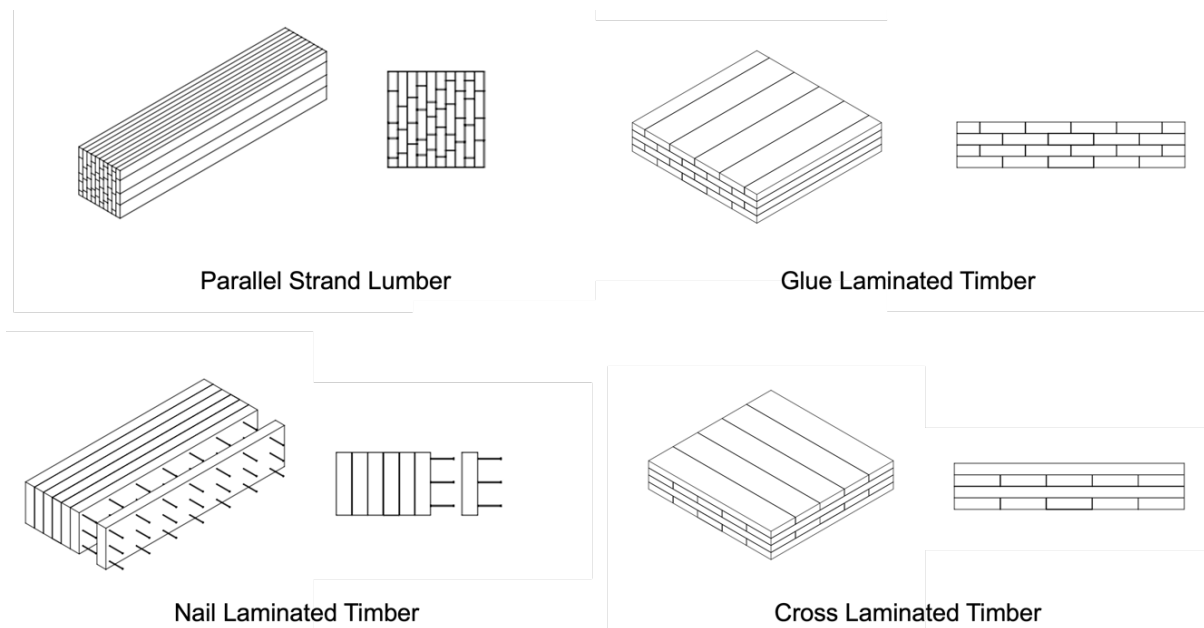 Parallel Strand Lumber
Glue Laminated Timber
Nail Laminated Timber
Cross Laminated Timber